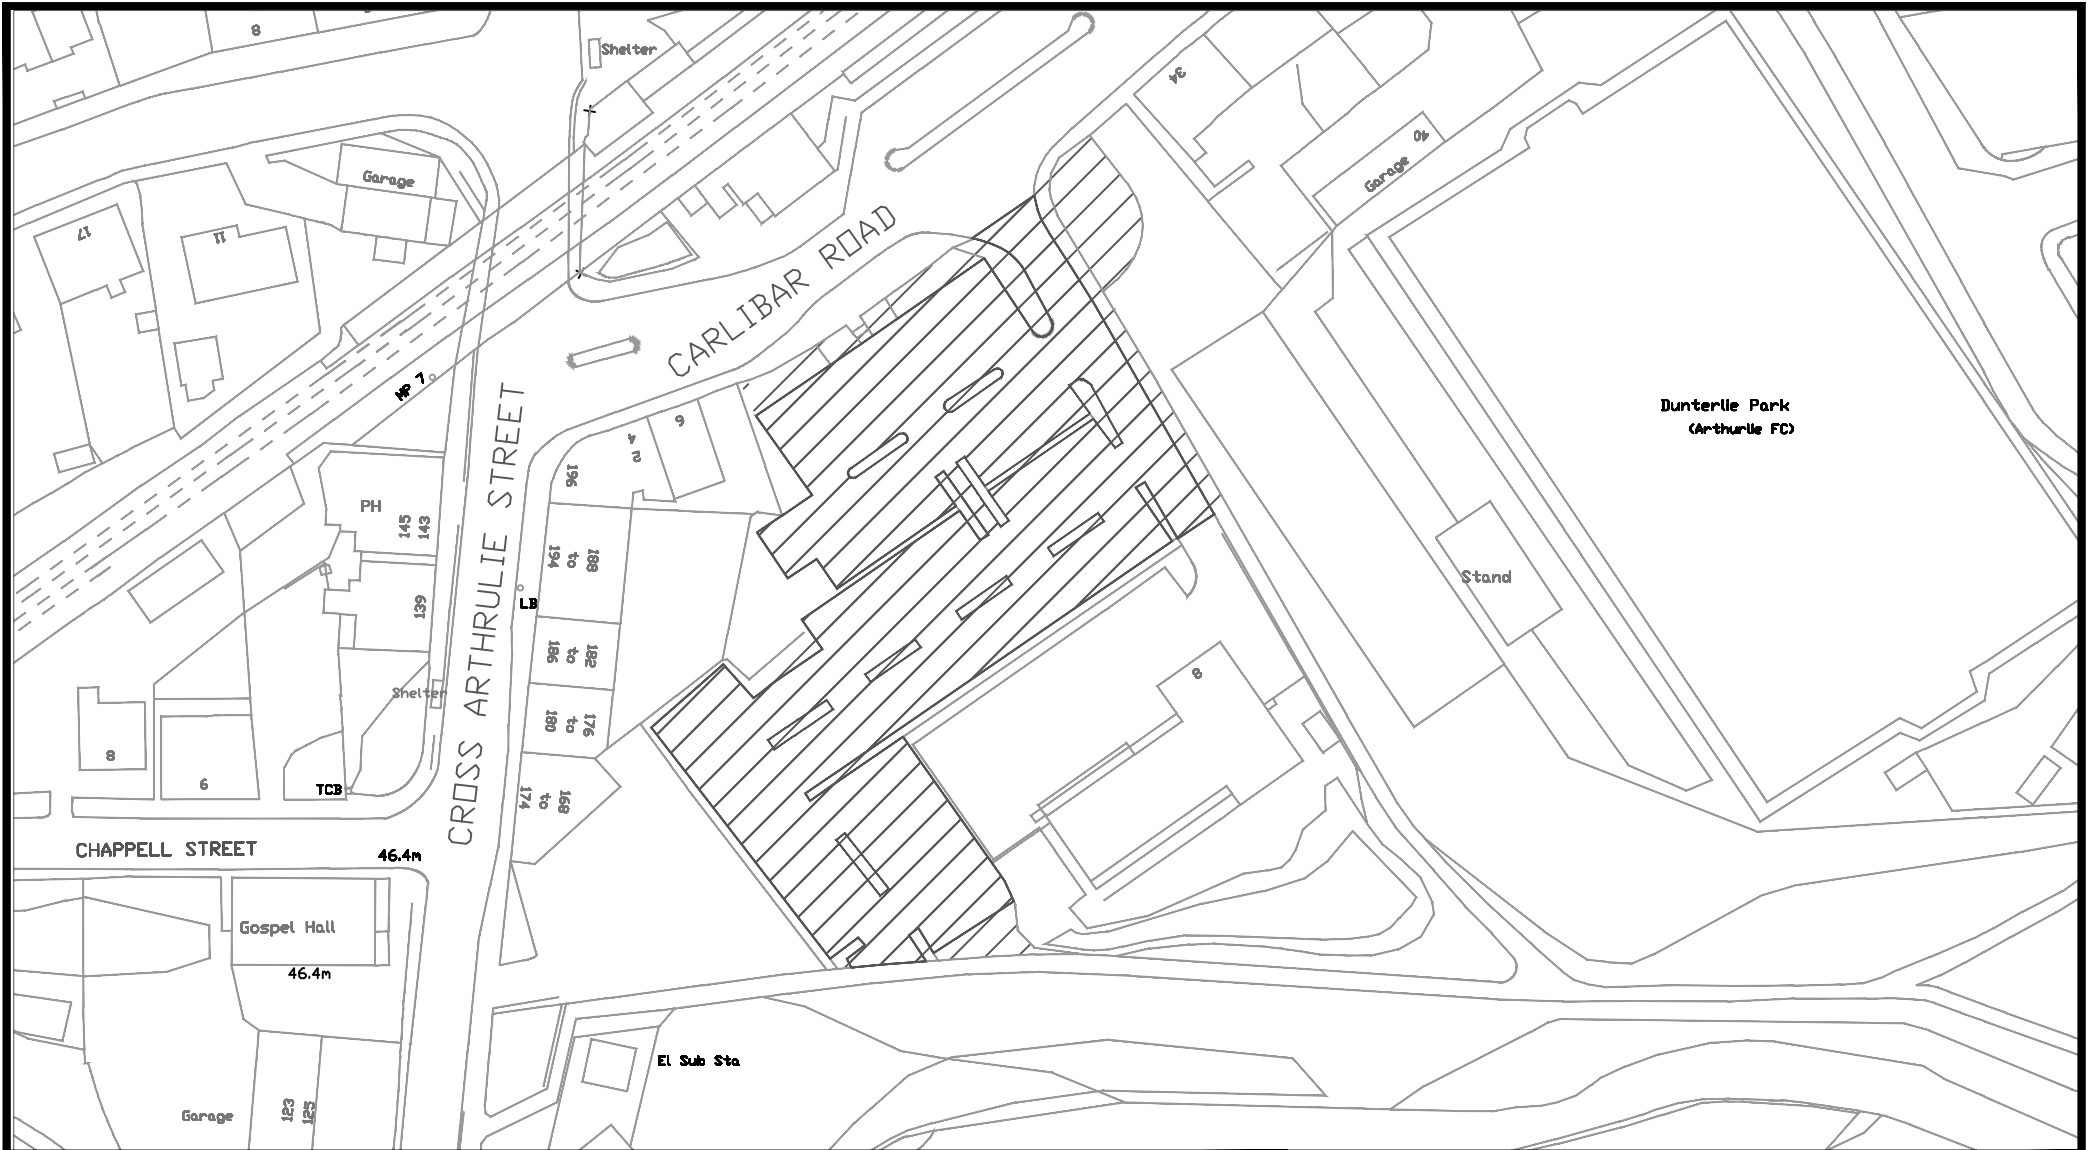 8
Shelter
34
40
Garage
Garage
17
11
CARLIBAR ROAD
MP 7
Dunterlie Park
(Arthurlie FC)
6
4
2
196
CROSS ARTHRULIE STREET
PH
145
143
194
to
188
139
LB
Stand
186
to
182
Shelter
8
180
to
176
8
6
TCB
174
to
168
CHAPPELL STREET
46.4m
Gospel Hall
46.4m
El Sub Sta
Garage
123
125